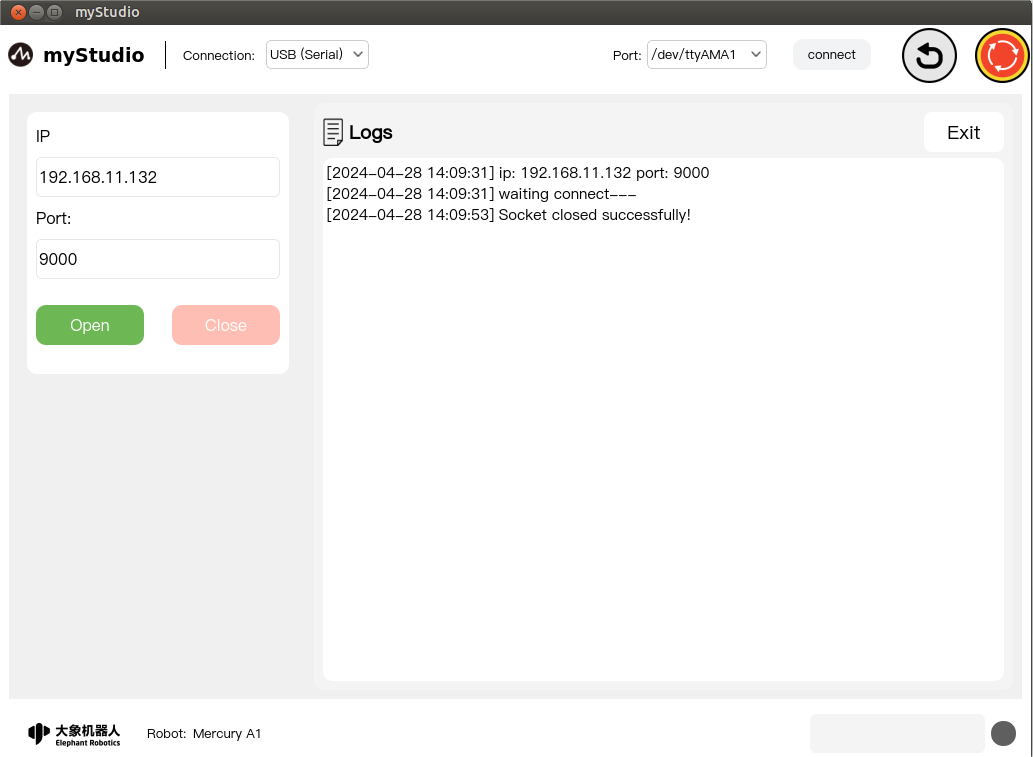 myStudio
myStudio
Connection:
USB (Serial)
Port:
/dev/ttyAMA1
connect
IP
192.168.11.132
Port:
9000
Open
Close
Logs
Exit
[2024-04-28 14:09:31] ip: 192.168.11.132 port: 9000
[2024-04-28 14:09:31] waiting connect---
[2024-04-28 14:09:53] Socket closed successfully!
大象机器人
Elephant Robotics
Robot: Mercury A1